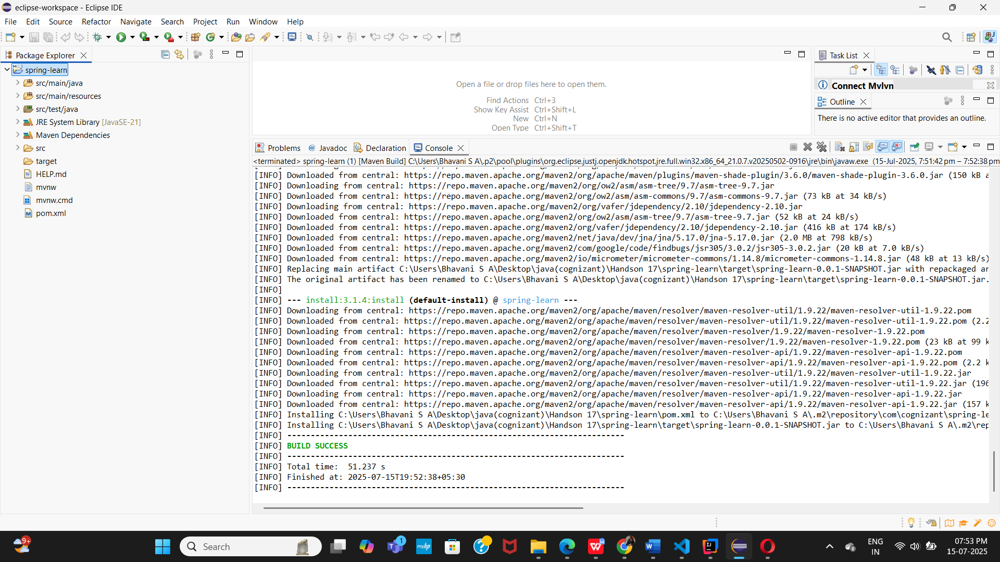 eclipse-workspace - Eclipse IDE
File Edit Source Refactor Navigate Search Project Run Window Help
Package Explorer
spring-learn
src/main/java
src/main/resources
src/test/java
JRE System Library [JavaSE-21]
Maven Dependencies
src
target
HELP.md
mvnw
mvnw.cmd
pom.xml
Open a file or drop files here to open them.
Find Actions Ctrl+3
Show Key Assist Ctrl+Shift+L
New Ctrl+N
Open Type Ctrl+Shift+T
Task List
Connect Mylyn
Outline
There is no active editor that provides an outline.
Problems Javadoc Declaration Console
<terminated> spring-learn (1) [Maven Build] C:\Users\Bhavani S A\.p2\pool\plugins\org.eclipse.justj.openjdk.hotspot.jre.full.win32.x86_64_21.0.7.v20250502-0916\jre\bin\javaw.exe (15-Jul-2025, 7:51:42 pm – 7:52:38 pm
[INFO] Downloaded from central: https://repo.maven.apache.org/maven2/org/apache/maven/plugins/maven-shade-plugin/3.6.0/maven-shade-plugin-3.6.0.jar (150 kB a
[INFO] Downloading from central: https://repo.maven.apache.org/maven2/org/ow2/asm/asm-tree/9.7/asm-tree-9.7.jar
[INFO] Downloaded from central: https://repo.maven.apache.org/maven2/org/ow2/asm/asm-commons/9.7/asm-commons-9.7.jar (73 kB at 34 kB/s)
[INFO] Downloading from central: https://repo.maven.apache.org/maven2/org/vafer/jdependency/2.10/jdependency-2.10.jar
[INFO] Downloaded from central: https://repo.maven.apache.org/maven2/org/ow2/asm/asm-tree/9.7/asm-tree-9.7.jar (52 kB at 24 kB/s)
[INFO] Downloaded from central: https://repo.maven.apache.org/maven2/org/vafer/jdependency/2.10/jdependency-2.10.jar (416 kB at 174 kB/s)
[INFO] Downloaded from central: https://repo.maven.apache.org/maven2/net/java/dev/jna/jna/5.17.0/jna-5.17.0.jar (2.0 MB at 798 kB/s)
[INFO] Downloaded from central: https://repo.maven.apache.org/maven2/com/google/code/findbugs/jsr305/3.0.2/jsr305-3.0.2.jar (20 kB at 7.0 kB/s)
[INFO] Downloaded from central: https://repo.maven.apache.org/maven2/io/micrometer/micrometer-commons/1.14.8/micrometer-commons-1.14.8.jar (48 kB at 13 kB/s)
[INFO] Replacing main artifact C:\Users\Bhavani S A\Desktop\java(cognizant)\Handson 17\spring-learn\target\spring-learn-0.0.1-SNAPSHOT.jar with repackaged ar
[INFO] The original artifact has been renamed to C:\Users\Bhavani S A\Desktop\java(cognizant)\Handson 17\spring-learn\target\spring-learn-0.0.1-SNAPSHOT.jar.
[INFO]
[INFO] --- install:3.1.4:install (default-install) @ spring-learn ---
[INFO] Downloading from central: https://repo.maven.apache.org/maven2/org/apache/maven/resolver/maven-resolver-util/1.9.22/maven-resolver-util-1.9.22.pom
[INFO] Downloaded from central: https://repo.maven.apache.org/maven2/org/apache/maven/resolver/maven-resolver-util/1.9.22/maven-resolver-util-1.9.22.pom (2.2
[INFO] Downloading from central: https://repo.maven.apache.org/maven2/org/apache/maven/resolver/maven-resolver/1.9.22/maven-resolver-1.9.22.pom
[INFO] Downloaded from central: https://repo.maven.apache.org/maven2/org/apache/maven/resolver/maven-resolver/1.9.22/maven-resolver-1.9.22.pom (23 kB at 99 k
[INFO] Downloading from central: https://repo.maven.apache.org/maven2/org/apache/maven/resolver/maven-resolver-api/1.9.22/maven-resolver-api-1.9.22.pom
[INFO] Downloaded from central: https://repo.maven.apache.org/maven2/org/apache/maven/resolver/maven-resolver-api/1.9.22/maven-resolver-api-1.9.22.pom (2.2 k
[INFO] Downloading from central: https://repo.maven.apache.org/maven2/org/apache/maven/resolver/maven-resolver-util/1.9.22/maven-resolver-util-1.9.22.jar
[INFO] Downloaded from central: https://repo.maven.apache.org/maven2/org/apache/maven/resolver/maven-resolver-util/1.9.22/maven-resolver-util-1.9.22.jar (196
[INFO] Downloading from central: https://repo.maven.apache.org/maven2/org/apache/maven/resolver/maven-resolver-api/1.9.22/maven-resolver-api-1.9.22.jar
[INFO] Downloaded from central: https://repo.maven.apache.org/maven2/org/apache/maven/resolver/maven-resolver-api/1.9.22/maven-resolver-api-1.9.22.jar (157 k
[INFO] Installing C:\Users\Bhavani S A\Desktop\java(cognizant)\Handson 17\spring-learn\pom.xml to C:\Users\Bhavani S A\.m2\repository\com\cognizant\spring-le
[INFO] Installing C:\Users\Bhavani S A\Desktop\java(cognizant)\Handson 17\spring-learn\target\spring-learn-0.0.1-SNAPSHOT.jar to C:\Users\Bhavani S A\.m2\rep
[INFO] ------------------------------------------------------------------------
[INFO] BUILD SUCCESS
[INFO] ------------------------------------------------------------------------
[INFO] Total time:  51.237 s
[INFO] Finished at: 2025-07-15T19:52:38+05:30
[INFO] ------------------------------------------------------------------------
9+
Search
1
myhp
ENG
IN
07:53 PM
15-07-2025